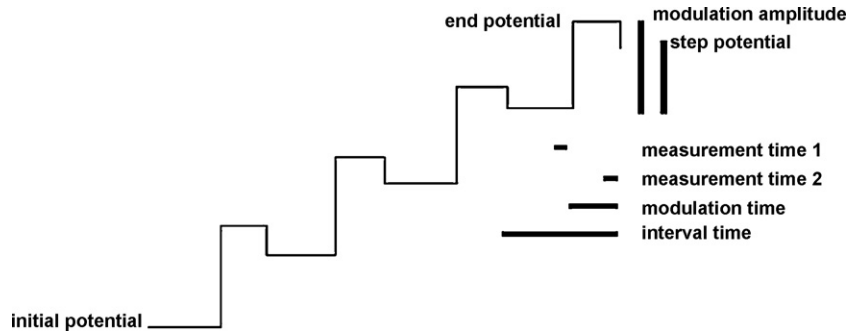 end potential
modulation amplitude
step potential
measurement time 1
measurement time 2
modulation time
interval time
initial potential